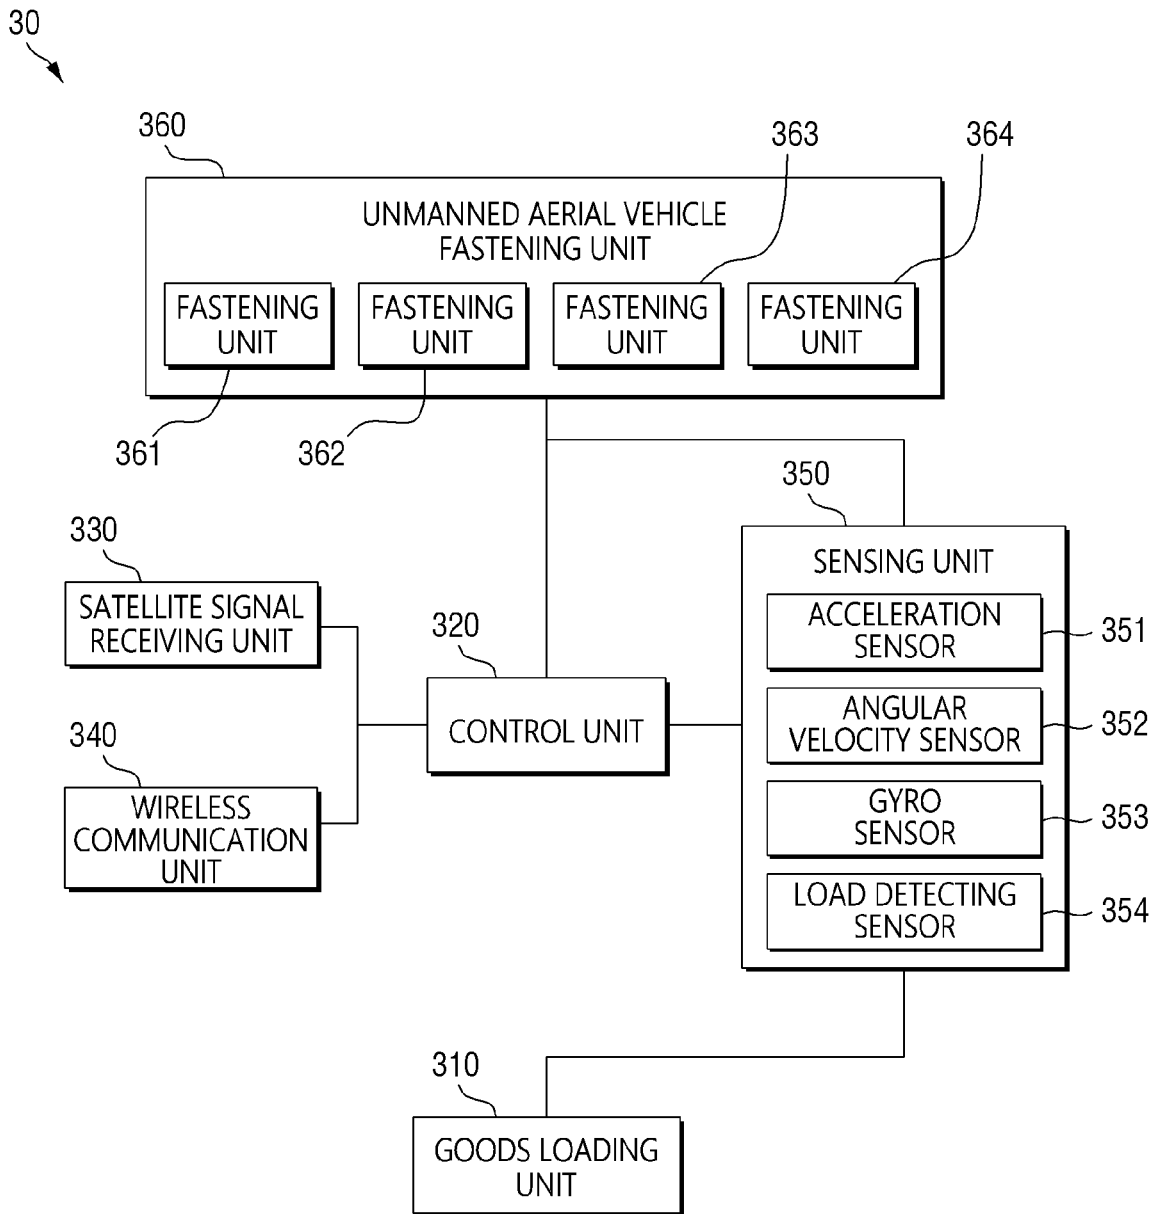 30
360
363
364
UNMANNED AERIAL VEHICLE
FASTENING UNIT
FASTENING
UNIT
FASTENING
UNIT
FASTENING
UNIT
FASTENING
UNIT
361
362
350
330
SENSING UNIT
SATELLITE SIGNAL
RECEIVING UNIT
ACCELERATION
SENSOR
351
320
CONTROL UNIT
ANGULAR
VELOCITY SENSOR
352
340
WIRELESS
COMMUNICATION
UNIT
GYRO
SENSOR
353
LOAD DETECTING
SENSOR
354
310
GOODS LOADING
UNIT